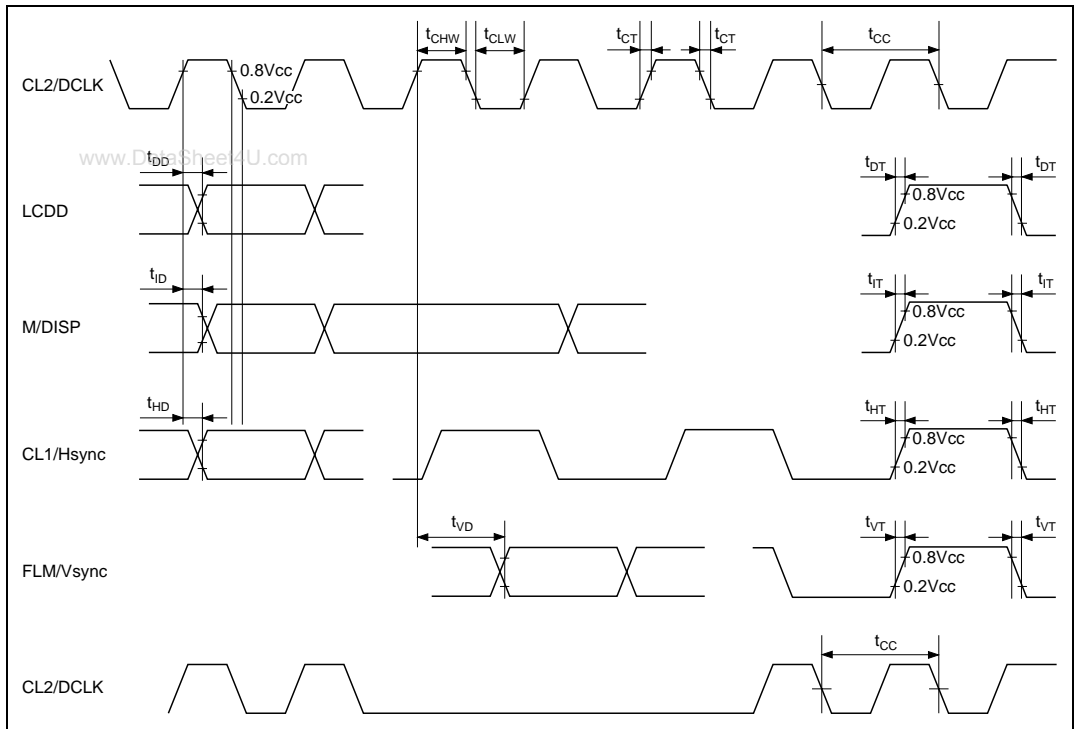 tCHW tCLW tCT tCT tCC
CL2/DCLK
0.8Vcc
0.2Vcc
www.DataSheet4U.com
tDD tDT tDT
LCDD
0.8Vcc
0.2Vcc
tID tIT tIT
M/DISP
0.8Vcc
0.2Vcc
tHD tHT tHT
CL1/Hsync
0.8Vcc
0.2Vcc
tVD tVT tVT
FLM/Vsync
0.8Vcc
0.2Vcc
tCC
CL2/DCLK